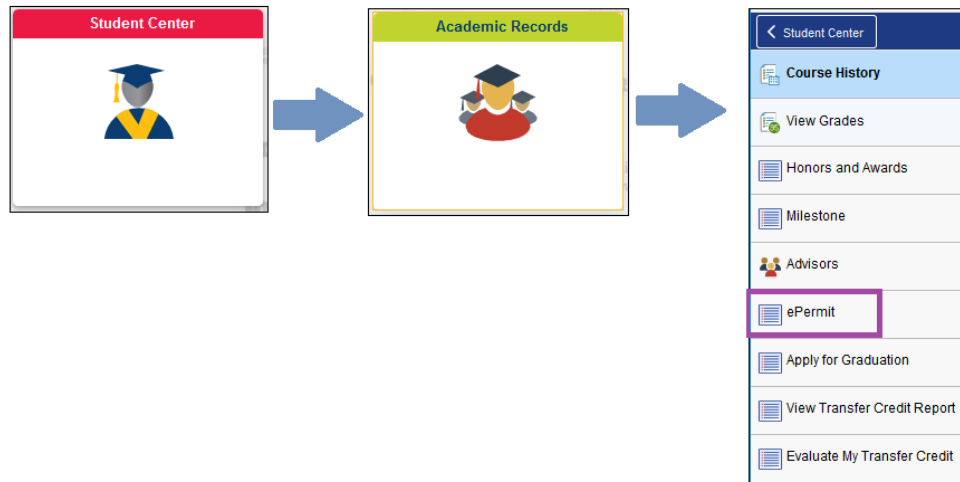 Student Center
Academic Records
Student Center
Course History
View Grades
Honors and Awards
Milestone
Advisors
ePermit
Apply for Graduation
View Transfer Credit Report
Evaluate My Transfer Credit